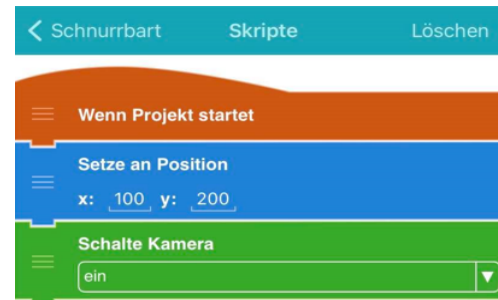 Schnurrbart Skripte Löschen
Wenn Projekt startet
Setze an Position
x: 100 y: 200
Schalte Kamera
ein